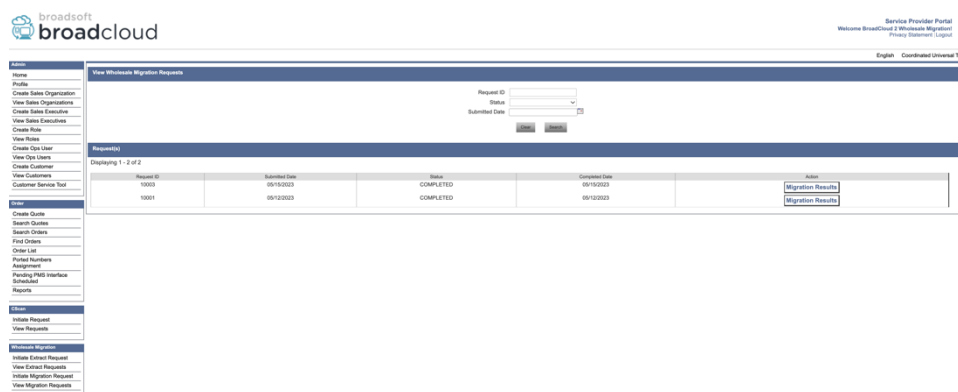 broadsoft
broadcloud
Service Provider Portal
Welcome BroadCloud 2 Wholesale Migration!
Privacy Statement | Logout
English Coordinated Universal T
Admin
Home
Profile
Create Sales Organization
View Sales Organizations
Create Sales Executive
View Sales Executives
Create Role
View Roles
Create Ops User
View Ops Users
Create Customer
View Customers
Customer Service Tool
Order
Create Quote
Search Quotes
Search Orders
Find Orders
Order List
Ported Numbers
Assignment
Pending PMS Interface
Scheduled
Reports
CScan
Initiate Request
View Requests
Wholesale Migration
Initiate Extract Request
View Extract Requests
Initiate Migration Request
View Migration Requests
View Wholesale Migration Requests
Request ID
Status
Submitted Date
Clear Search
Request(s)
Displaying 1 - 2 of 2
Request ID Submitted Date Status Completed Date Action
10003 05/15/2023 COMPLETED 05/15/2023 Migration Results
10001 05/12/2023 COMPLETED 05/12/2023 Migration Results